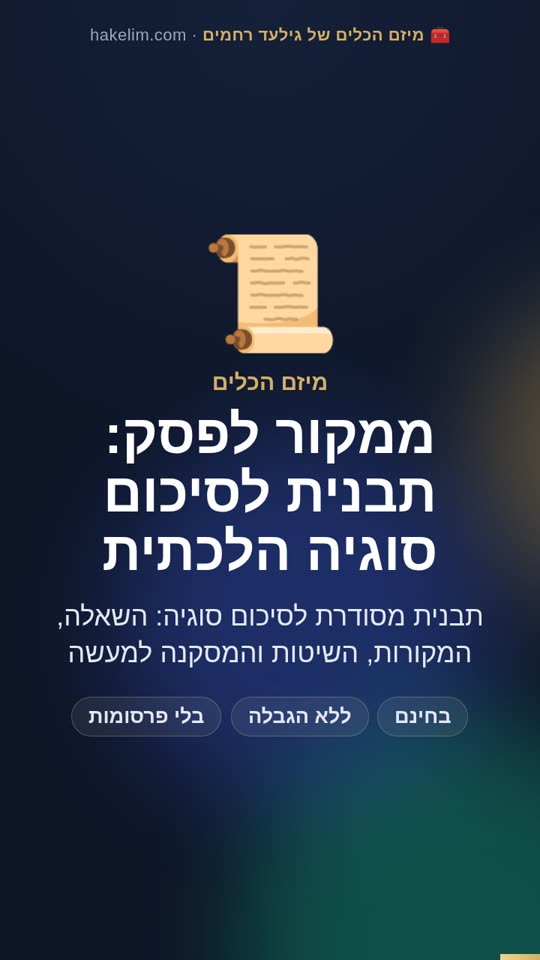 🧰 מיזם הכלים של גילעד רחמים · hakelim.com
מיזם הכלים
ממקור לפסק:
תבנית לסיכום
סוגיה הלכתית
תבנית מסודרת לסיכום סוגיה: השאלה,
המקורות, השיטות והמסקנה למעשה
בחינם
ללא הגבלה
בלי פרסומות